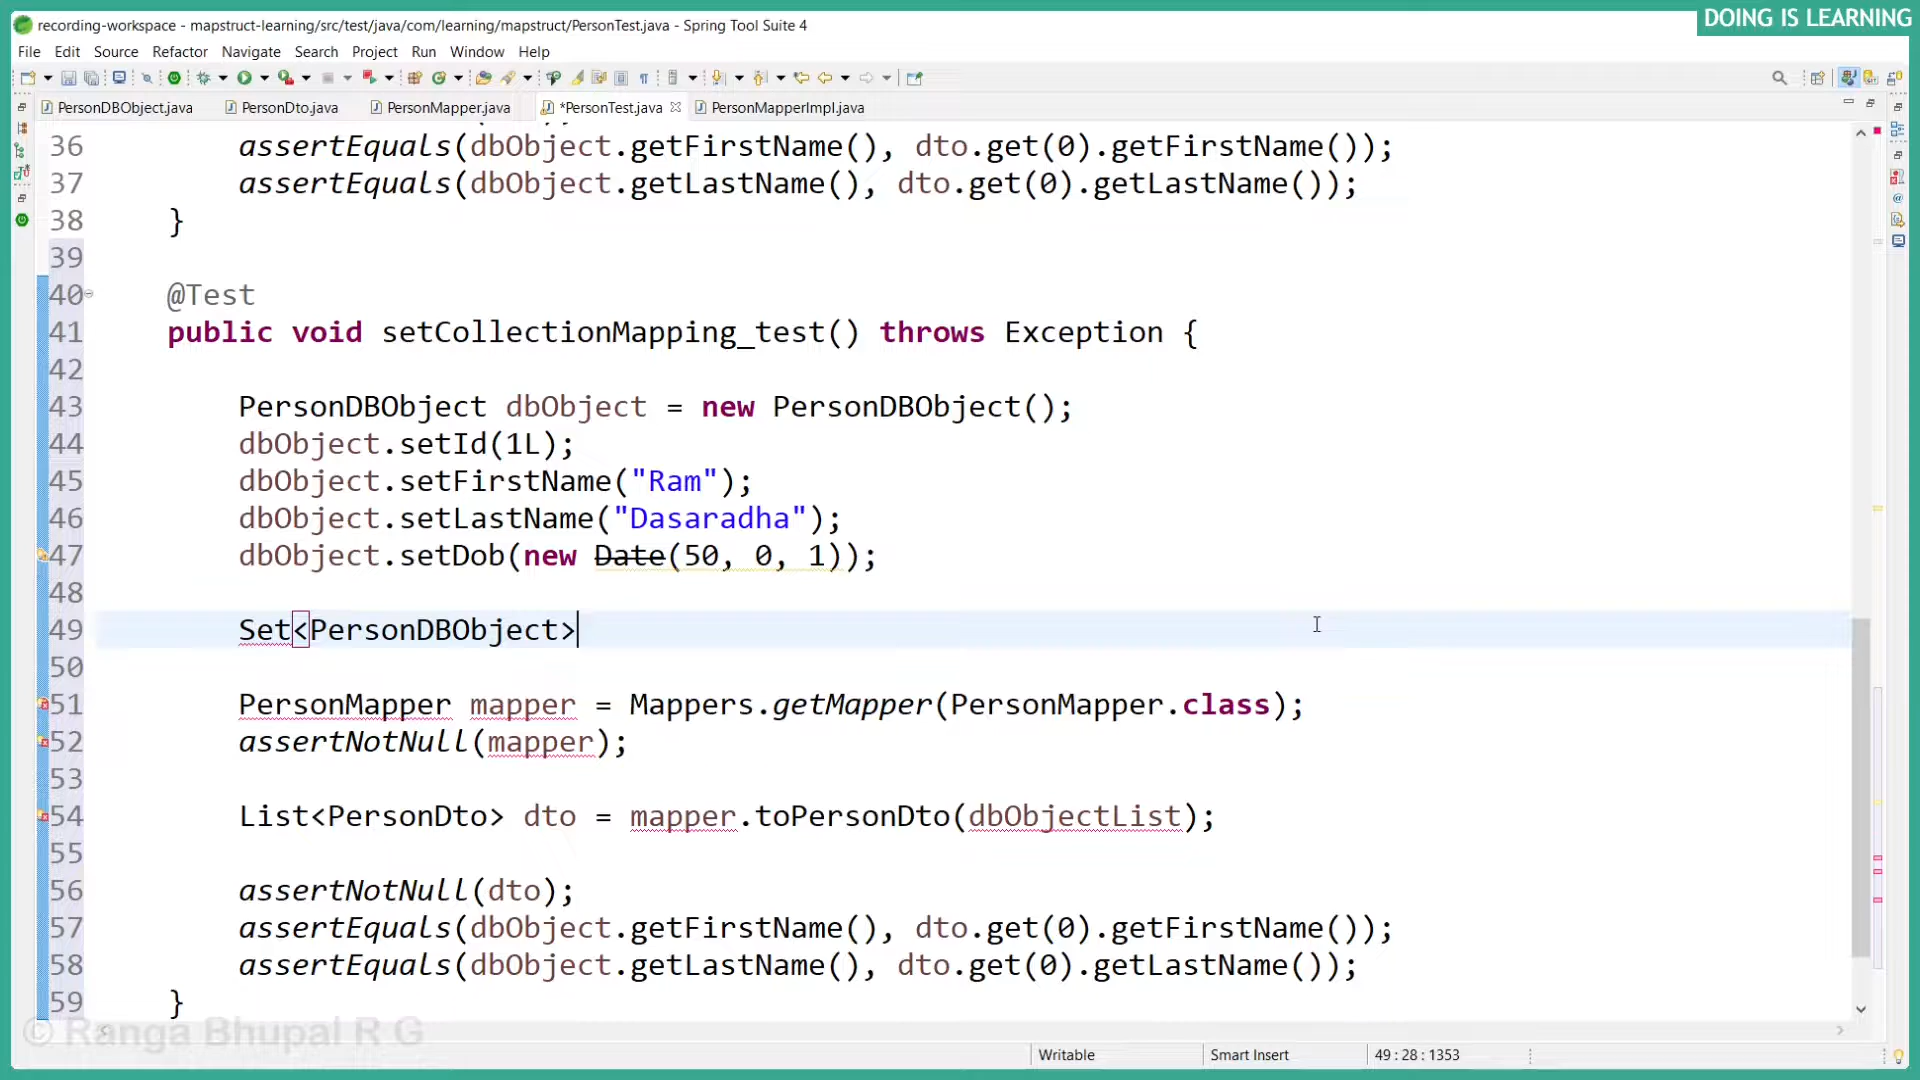 DOING IS LEARNING
recording-workspace - mapstruct-learning/src/test/java/com/learning/mapstruct/PersonTest.java - Spring Tool Suite 4
File Edit Source Refactor Navigate Search Project Run Window Help
PersonDBObject.java PersonDto.java PersonMapper.java *PersonTest.java PersonMapperImpl.java
36 assertEquals(dbObject.getFirstName(), dto.get(0).getFirstName());
37 assertEquals(dbObject.getLastName(), dto.get(0).getLastName());
38 }
39
40 @Test
41 public void setCollectionMapping_test() throws Exception {
42
43 PersonDBObject dbObject = new PersonDBObject();
44 dbObject.setId(1L);
45 dbObject.setFirstName("Ram");
46 dbObject.setLastName("Dasaradha");
47 dbObject.setDob(new Date(50, 0, 1));
48
49 Set<PersonDBObject>
50
51 PersonMapper mapper = Mappers.getMapper(PersonMapper.class);
52 assertNotNull(mapper);
53
54 List<PersonDto> dto = mapper.toPersonDto(dbObjectList);
55
56 assertNotNull(dto);
57 assertEquals(dbObject.getFirstName(), dto.get(0).getFirstName());
58 assertEquals(dbObject.getLastName(), dto.get(0).getLastName());
59 }
© Ranga Bhupal R G
Writable Smart Insert 49 : 28 : 1353